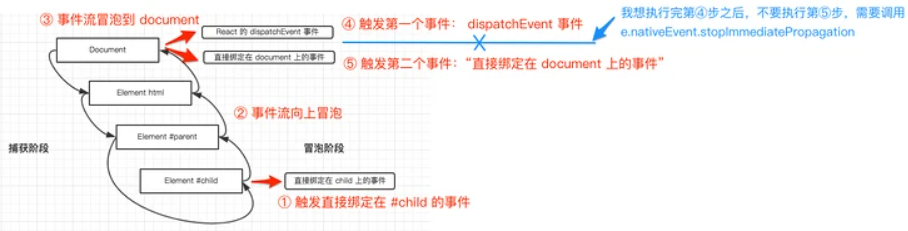 ③ 事件流冒泡到 document
④ 触发第一个事件： dispatchEvent 事件
我想执行完第④步之后，不要执行第⑤步，需要调用
e.nativeEvent.stopImmediatePropagation
React 的 dispatchEvent 事件
Document
直接绑定在 document 上的事件
⑤ 触发第二个事件：“直接绑定在 document 上的事件”
Element html
② 事件流向上冒泡
Element #parent
捕获阶段
冒泡阶段
Element #child
直接绑定在 child 上的事件
① 触发直接绑定在 #child 的事件